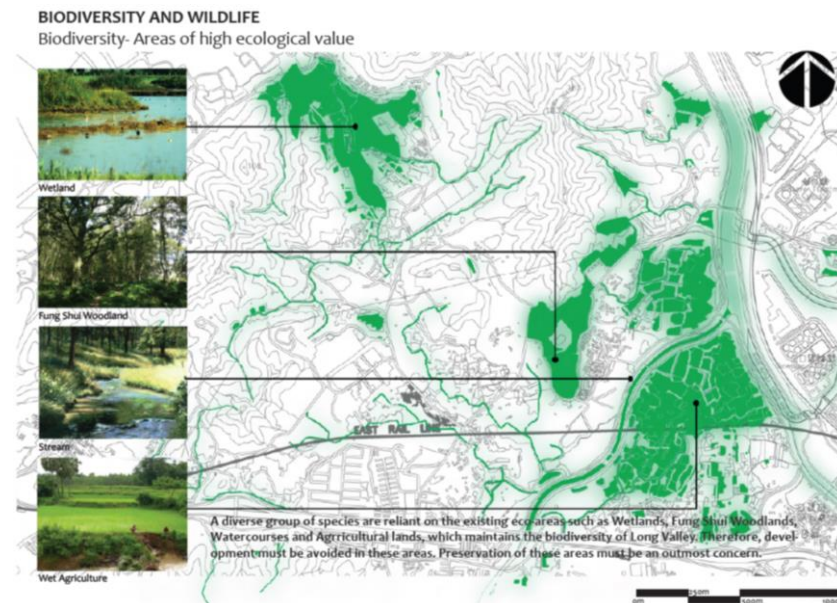 BIODIVERSITY AND WILDLIFE
Biodiversity- Areas of high ecological value
Wetland
Fung Shui Woodland
Stream
EAST RAIL LINE
Wet Agriculture
A diverse group of species are reliant on the existing eco-areas such as Wetlands, Fung Shui Woodlands,
Watercourses and Agrricultural lands, which maintains the biodiversity of Long Valley. Therefore, devel-
opment must be avoided in these areas. Preservation of these areas must be an outmost concern.
0m 250m 500m